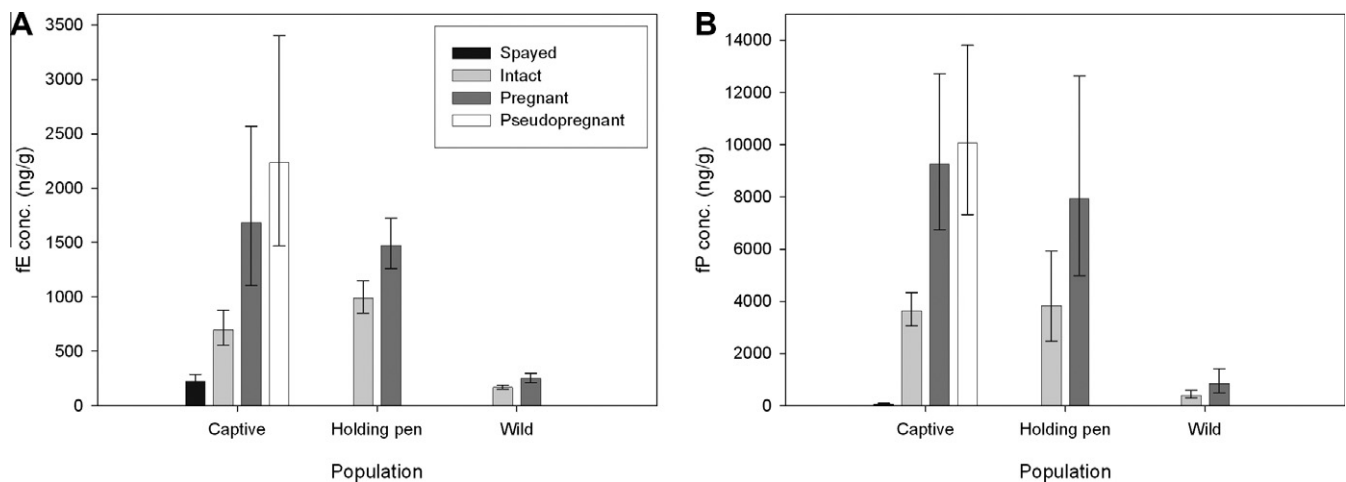 A
3500
3000
2500
2000
1500
1000
500
0
fE conc. (ng/g)
Spayed
Intact
Pregnant
Pseudopregnant
Captive Holding pen Wild
Population
B
14000
12000
10000
8000
6000
4000
2000
0
fP conc. (ng/g)
Captive Holding pen Wild
Population